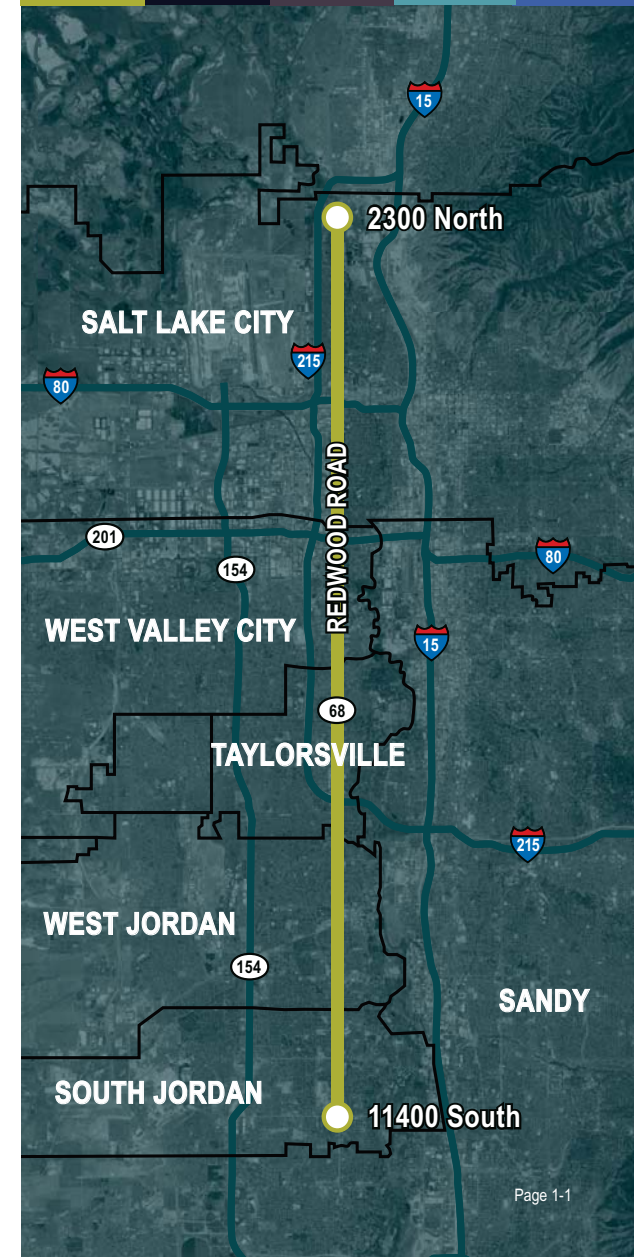 15
2300 North
SALT LAKE CITY
215
80
REDWOOD ROAD
201
80
154
WEST VALLEY CITY
15
68
TAYLORSVILLE
215
WEST JORDAN
154
SANDY
SOUTH JORDAN
11400 South
Page 1-1